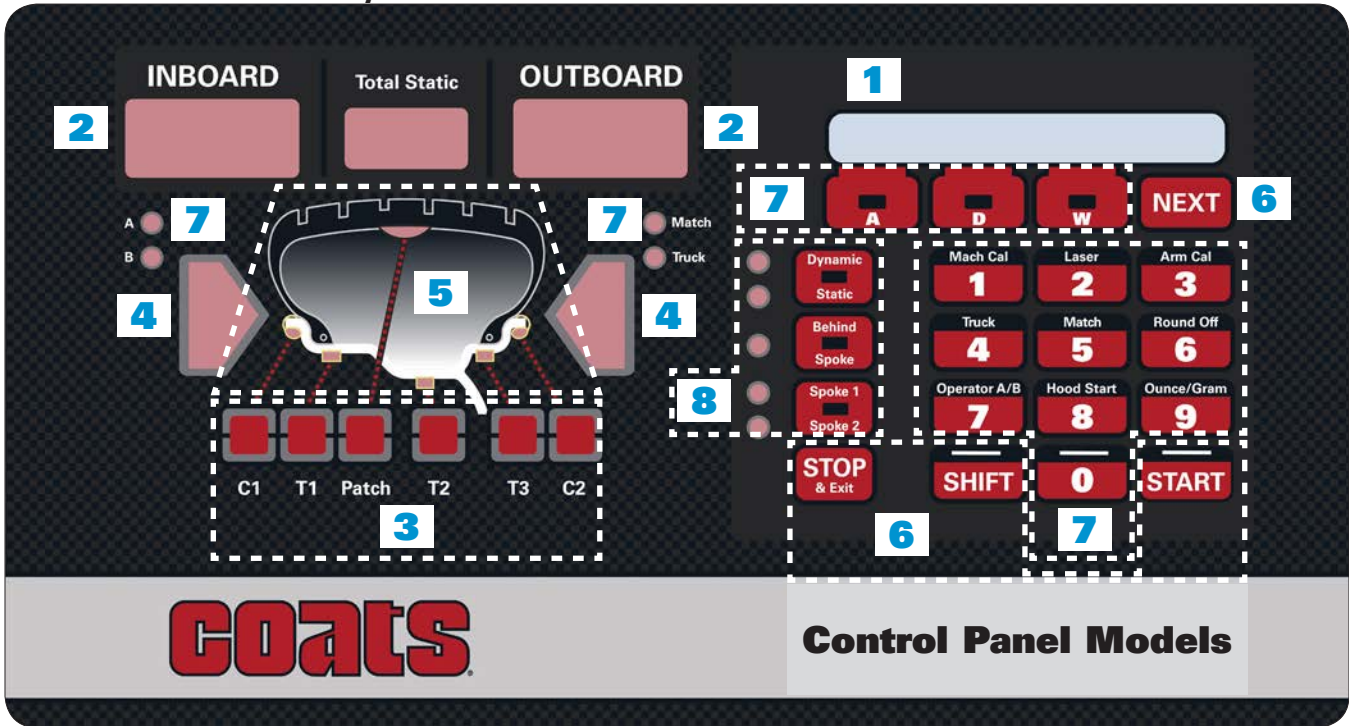 INBOARD
Total Static
OUTBOARD
1
2
2
7
A
D
W
NEXT
6
A
7
7
Match
B
Truck
4
5
4
Dynamic
Static
Mach Cal
1
Laser
2
Arm Cal
3
Behind
Spoke
Truck
4
Match
5
Round Off
6
8
Spoke 1
Spoke 2
Operator A/B
7
Hood Start
8
Ounce/Gram
9
STOP
& Exit
SHIFT
0
START
C1 T1 Patch T2 T3 C2
3
6
7
coats
Control Panel Models